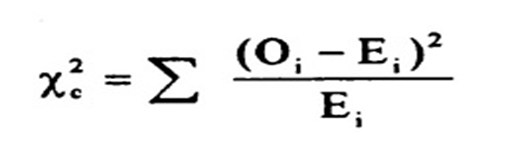 χ²c = ∑ (Oi − Ei)² / Ei